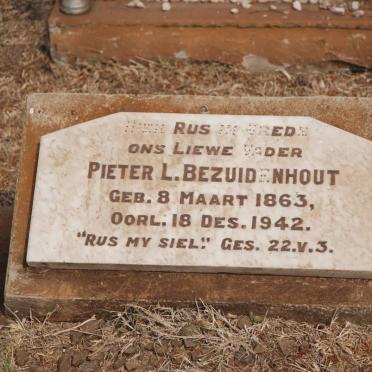 Hier Rus in Vrede
ons Liewe Vader
Pieter L. Bezuidenhout
Geb. 8 Maart 1863,
Oorl. 18 Des. 1942.
"Rus my siel". Ges. 22.v.3.